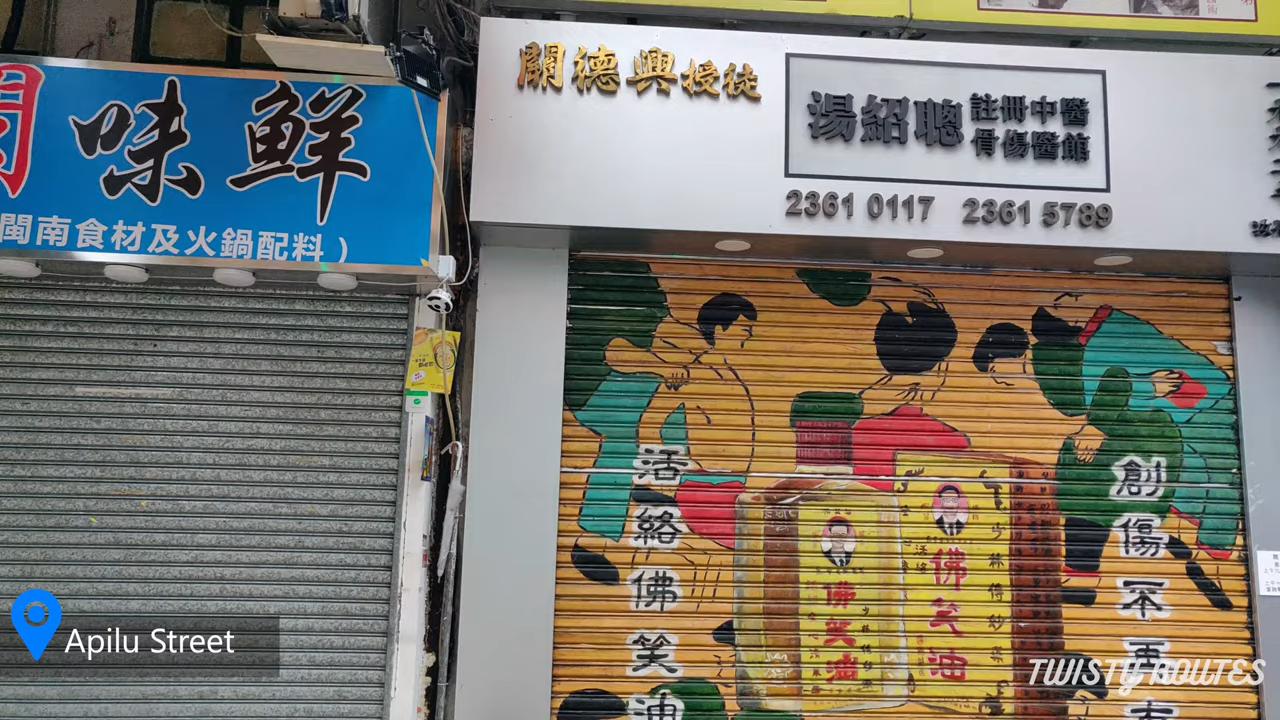 閩味鮮
閩南食材及火鍋配料）
關德興授徒
湯紹聰
註冊中醫
骨傷醫館
2361 0117 2361 5789
活絡佛笑油
創傷不再
佛笑油
佛笑油
Apilu Street
TWISTY ROUTES